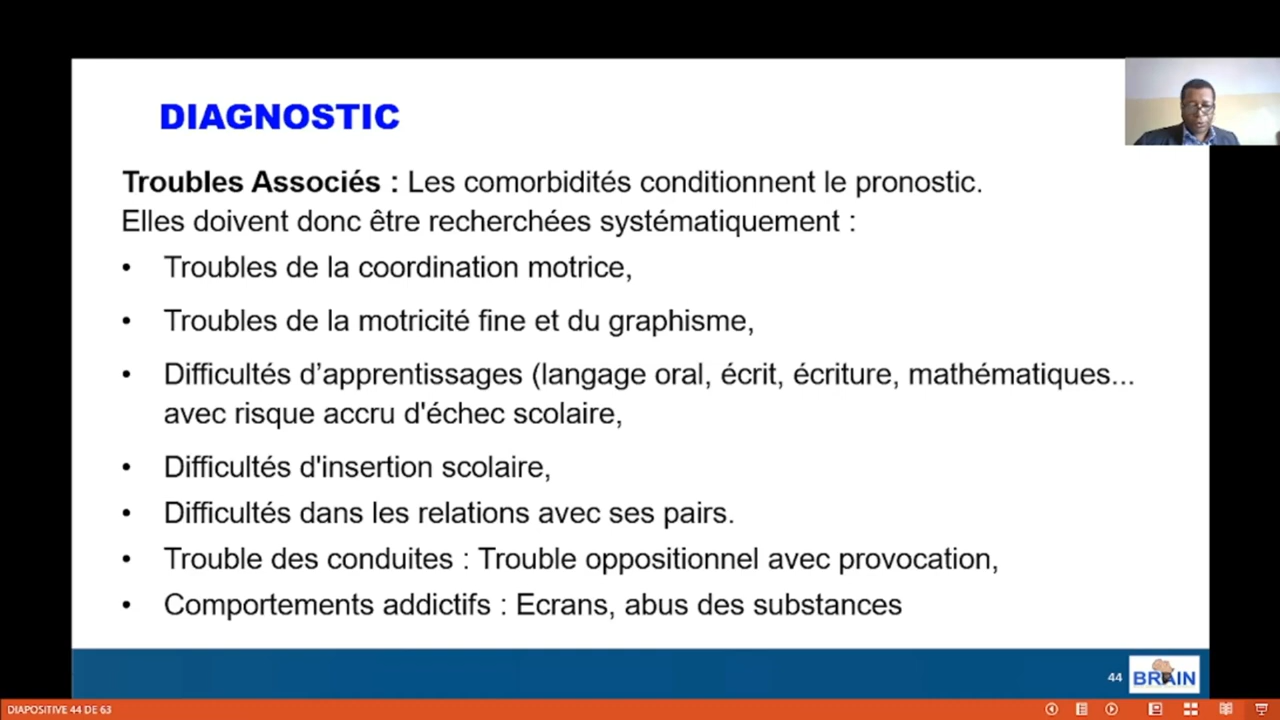 DIAGNOSTIC
Troubles Associés : Les comorbidités conditionnent le pronostic.
Elles doivent donc être recherchées systématiquement :
• Troubles de la coordination motrice,
• Troubles de la motricité fine et du graphisme,
• Difficultés d’apprentissages (langage oral, écrit, écriture, mathématiques...
avec risque accru d'échec scolaire,
• Difficultés d'insertion scolaire,
• Difficultés dans les relations avec ses pairs.
• Trouble des conduites : Trouble oppositionnel avec provocation,
• Comportements addictifs : Ecrans, abus des substances
44
BRAIN
DIAPOSITIVE 44 DE 63